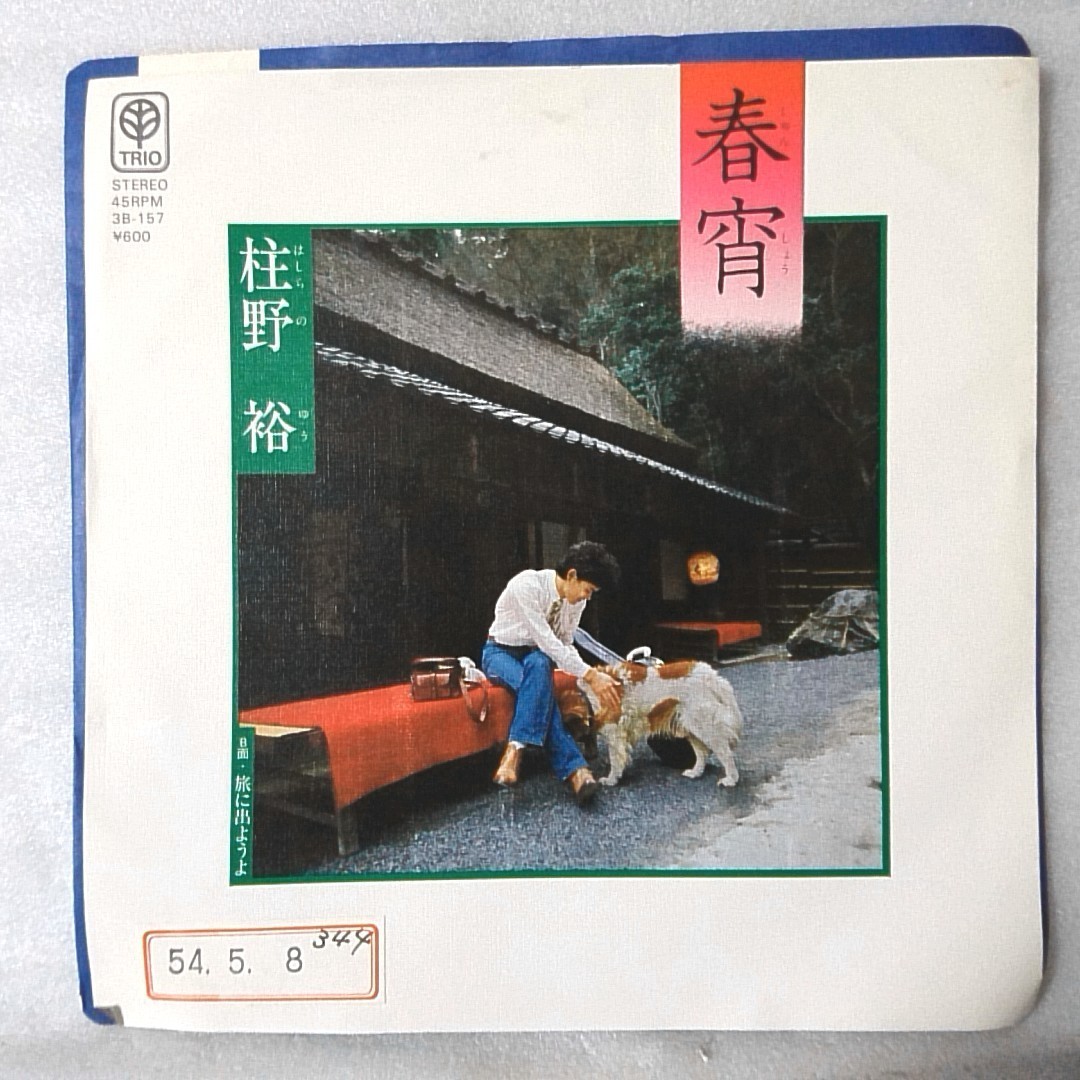 TRIO
STEREO
45RPM
3B-157
¥600
春宵
しゅん
しょう
柱野 裕
はしらの
ゆう
B面・旅に出ようよ
54. 5. 8
344